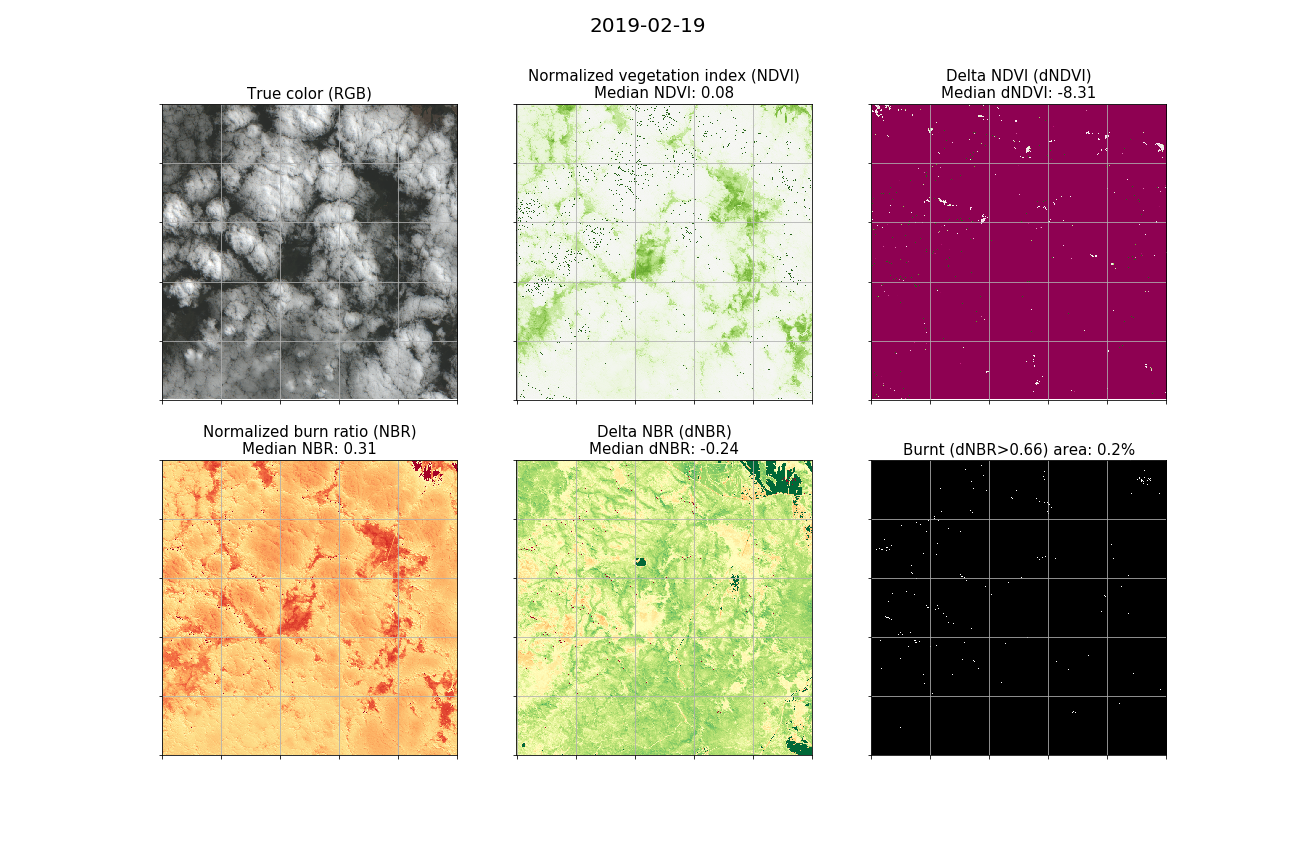 2019-02-19
True color (RGB)
Normalized vegetation index (NDVI)
Median NDVI: 0.08
Delta NDVI (dNDVI)
Median dNDVI: -8.31
Normalized burn ratio (NBR)
Median NBR: 0.31
Delta NBR (dNBR)
Median dNBR: -0.24
Burnt (dNBR>0.66) area: 0.2%